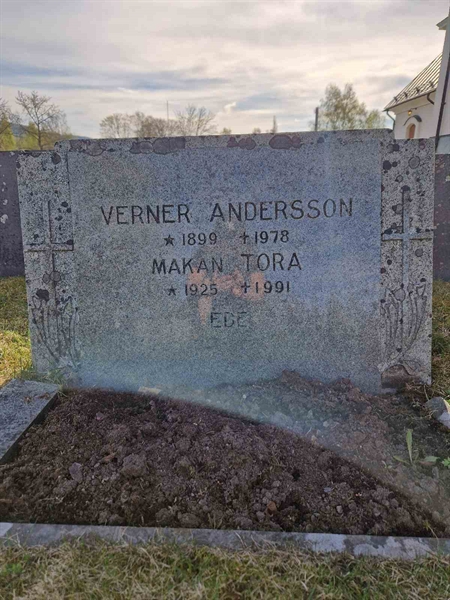 VERNER ANDERSSON
★ 1899 ✝ 1978
MAKAN TORA
★ 1925 ✝ 1991
EDE